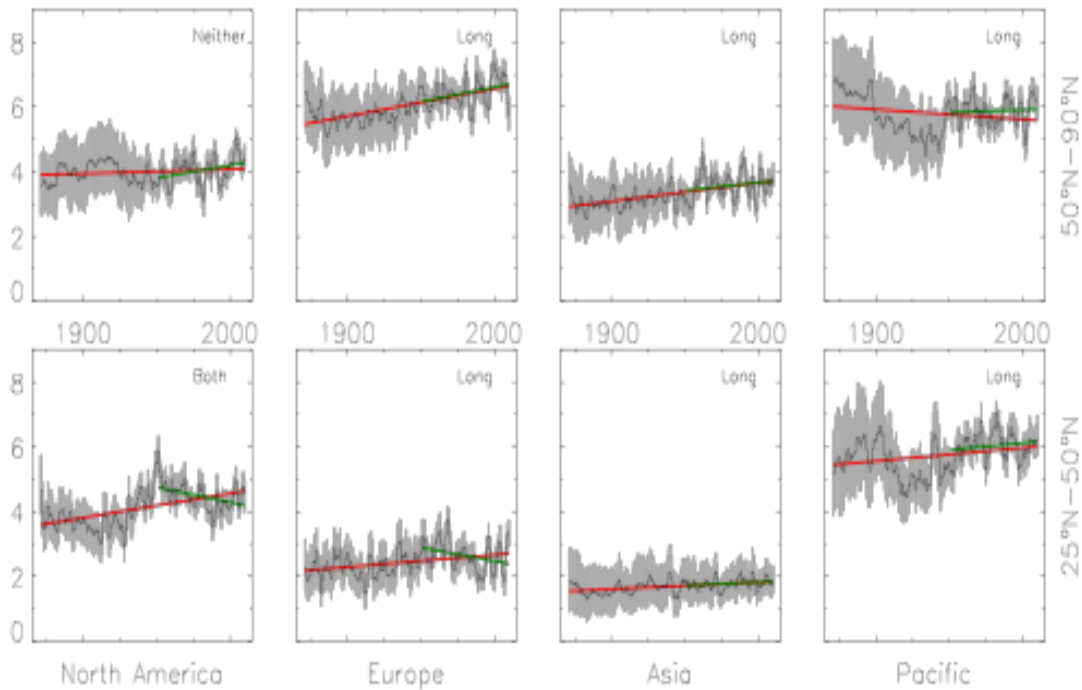 8 Neither Long Long Long
6
4
2
0
50°N-90°N
1900 2000 1900 2000 1900 2000 1900 2000
8 Both Long Long Long
6
4
2
0
25°N-50°N
North America Europe Asia Pacific